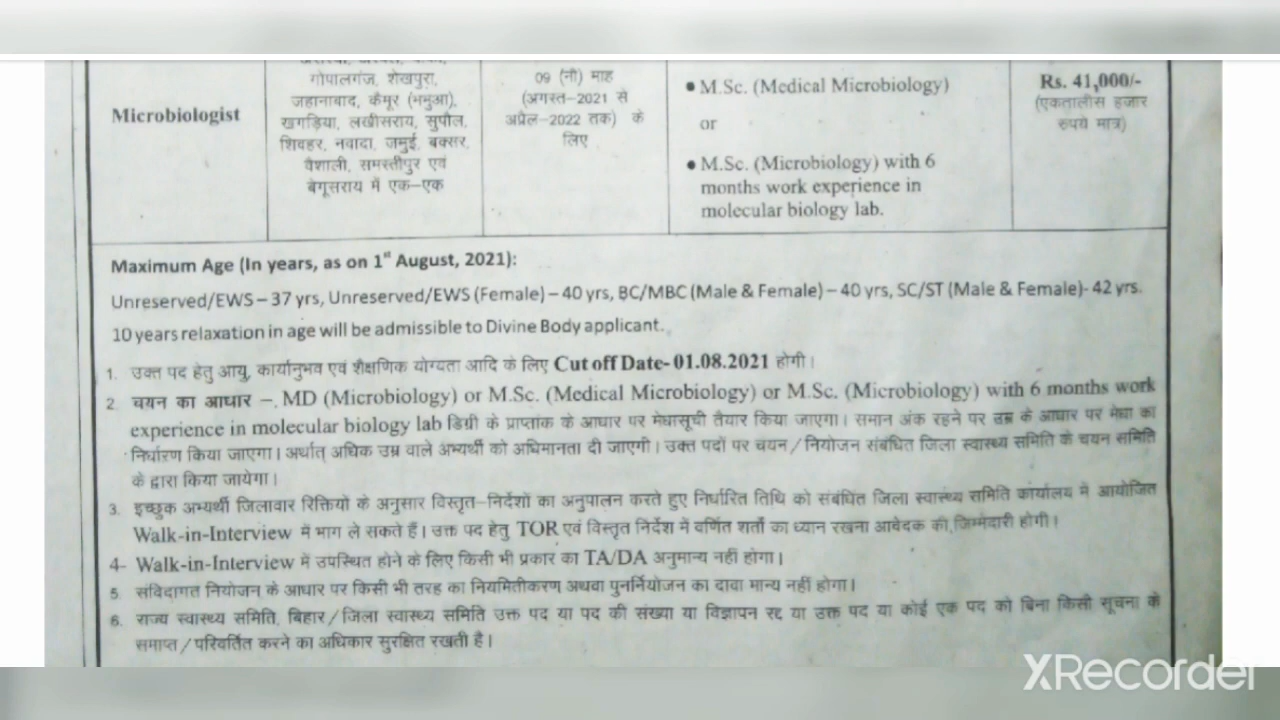 गोपालगंज, शेखपुरा,
जहानाबाद, कैमूर (भभुआ),
खगड़िया, लखीसराय, सुपौल,
शिवहर, नवादा, जमुई, बक्सर,
वैशाली, समस्तीपुर एवं
बेगूसराय में एक–एक
Microbiologist
09 (नौ) माह
(अगस्त–2021 से
अप्रैल–2022 तक) के
लिए
• M.Sc. (Medical Microbiology)
or
• M.Sc. (Microbiology) with 6
months work experience in
molecular biology lab.
Rs. 41,000/-
(एकतालीस हजार
रुपये मात्र)
Maximum Age (In years, as on 1st August, 2021):
Unreserved/EWS – 37 yrs, Unreserved/EWS (Female) – 40 yrs, BC/MBC (Male & Female) – 40 yrs, SC/ST (Male & Female)- 42 yrs.
10 years relaxation in age will be admissible to Divine Body applicant.
1. उक्त पद हेतु आयु, कार्यानुभव एवं शैक्षणिक योग्यता आदि के लिए Cut off Date- 01.08.2021 होगी।
2. चयन का आधार –. MD (Microbiology) or M.Sc. (Medical Microbiology) or M.Sc. (Microbiology) with 6 months work
experience in molecular biology lab डिग्री के प्राप्तांक के आधार पर मेधासूची तैयार किया जाएगा। समान अंक रहने पर उम्र के आधार पर मेधा का
निर्धारण किया जाएगा। अर्थात् अधिक उम्र वाले अभ्यर्थी को अधिमानता दी जाएगी। उक्त पदों पर चयन/नियोजन संबंधित जिला स्वास्थ्य समिति के चयन समिति
के द्वारा किया जायेगा।
3. इच्छुक अभ्यर्थी जिलावार रिक्तियों के अनुसार विस्तृत–निर्देशों का अनुपालन करते हुए निर्धारित तिथि को संबंधित जिला स्वास्थ्य समिति कार्यालय में आयोजित
Walk-in-Interview में भाग ले सकते हैं। उक्त पद हेतु TOR एवं विस्तृत निर्देश में वर्णित शर्तों का ध्यान रखना आवेदक की जिम्मेदारी होगी।
4- Walk-in-Interview में उपस्थित होने के लिए किसी भी प्रकार का TA/DA अनुमान्य नहीं होगा।
5. संविदागत नियोजन के आधार पर किसी भी तरह का नियमितीकरण अथवा पुनर्नियोजन का दावा मान्य नहीं होगा।
6. राज्य स्वास्थ्य समिति, बिहार/जिला स्वास्थ्य समिति उक्त पद या पद की संख्या या विज्ञापन रद्द या उक्त पद या कोई एक पद को बिना किसी सूचना के
समाप्त/परिवर्तित करने का अधिकार सुरक्षित रखती है।
XRecorder